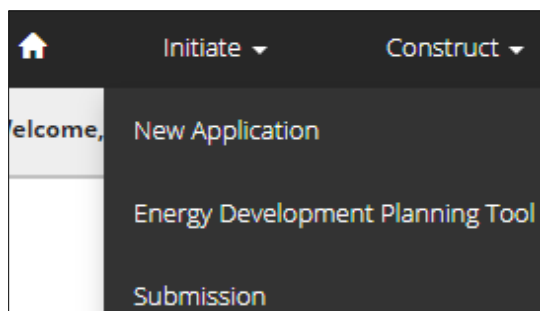 Initiate Construct
elcome,
New Application
Energy Development Planning Tool
Submission